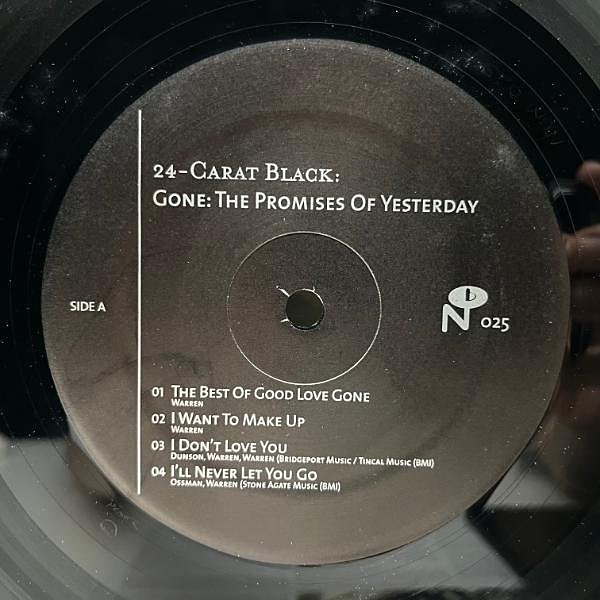 24-Carat Black:
Gone: The Promises Of Yesterday
SIDE A
N 025
01 The Best Of Good Love Gone
Warren
02 I Want To Make Up
Warren
03 I Don't Love You
Dunson, Warren, Warren (Bridgeport Music / Tincal Music (BMI)
04 I'll Never Let You Go
Ossman, Warren (Stone Agate Music (BMI)